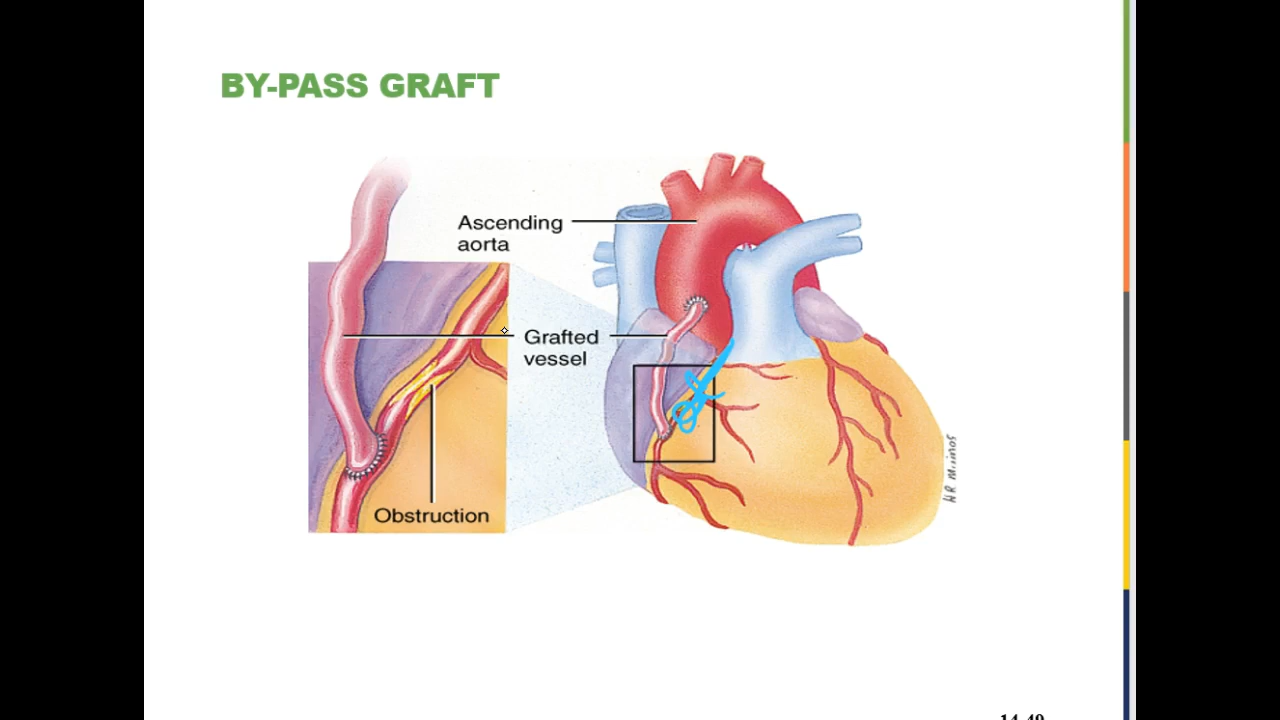 BY-PASS GRAFT
Ascending
aorta
Grafted
vessel
Obstruction